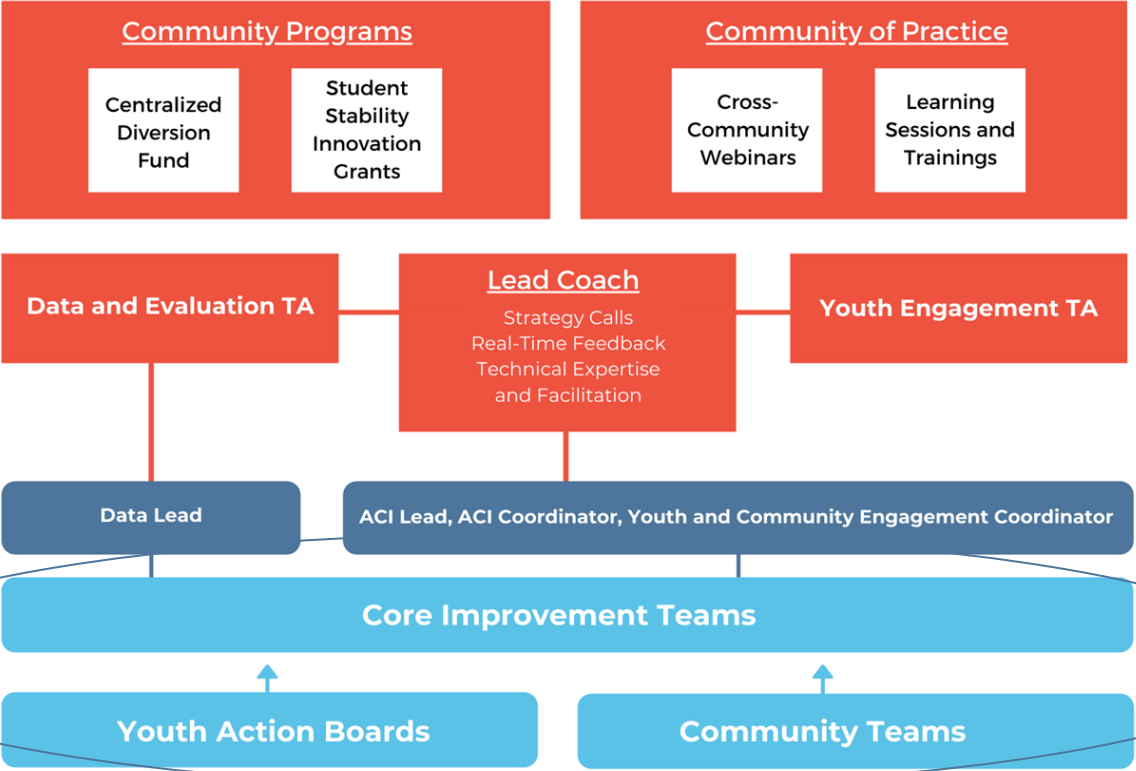 Community Programs
Centralized
Diversion
Fund
Student
Stability
Innovation
Grants
Community of Practice
Cross-
Community
Webinars
Learning
Sessions and
Trainings
Data and Evaluation TA
Lead Coach
Strategy Calls
Real-Time Feedback
Technical Expertise
and Facilitation
Youth Engagement TA
Data Lead
ACI Lead, ACI Coordinator, Youth and Community Engagement Coordinator
Core Improvement Teams
Youth Action Boards
Community Teams